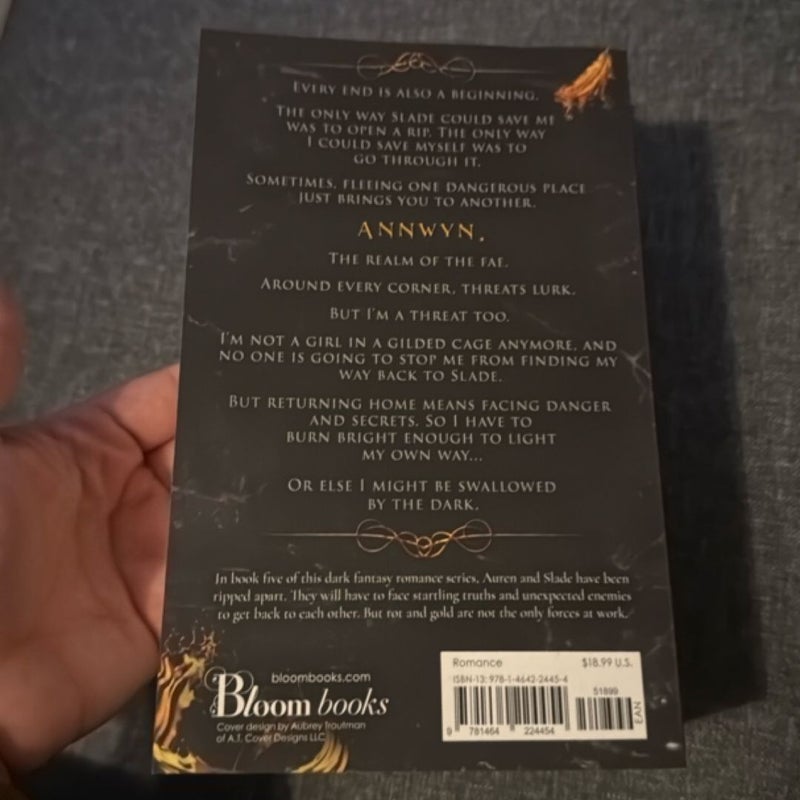 EVERY END IS ALSO A BEGINNING.
THE ONLY WAY SLADE COULD SAVE ME
WAS TO OPEN A RIP. THE ONLY WAY
I COULD SAVE MYSELF WAS TO
GO THROUGH IT.
SOMETIMES, FLEEING ONE DANGEROUS PLACE
JUST BRINGS YOU TO ANOTHER.
ANNWYN.
THE REALM OF THE FAE.
AROUND EVERY CORNER, THREATS LURK.
BUT I'M A THREAT TOO.
I'M NOT A GIRL IN A GILDED CAGE ANYMORE, AND
NO ONE IS GOING TO STOP ME FROM FINDING MY
WAY BACK TO SLADE.
BUT RETURNING HOME MEANS FACING DANGER
AND SECRETS. SO I HAVE TO
BURN BRIGHT ENOUGH TO LIGHT
MY OWN WAY...
OR ELSE I MIGHT BE SWALLOWED
BY THE DARK.
In book five of this dark fantasy romance series, Auren and Slade have been
ripped apart. They will have to face startling truths and unexpected enemies
to get back to each other. But rot and gold are not the only forces at work.
bloombooks.com
Bloom books
Cover design by Aubrey Trautman
of A.T. Cover Designs LLC
Romance $18.99 U.S.
ISBN-13: 978-1-4642-2445-4
51899
9 781464 224454
EAN